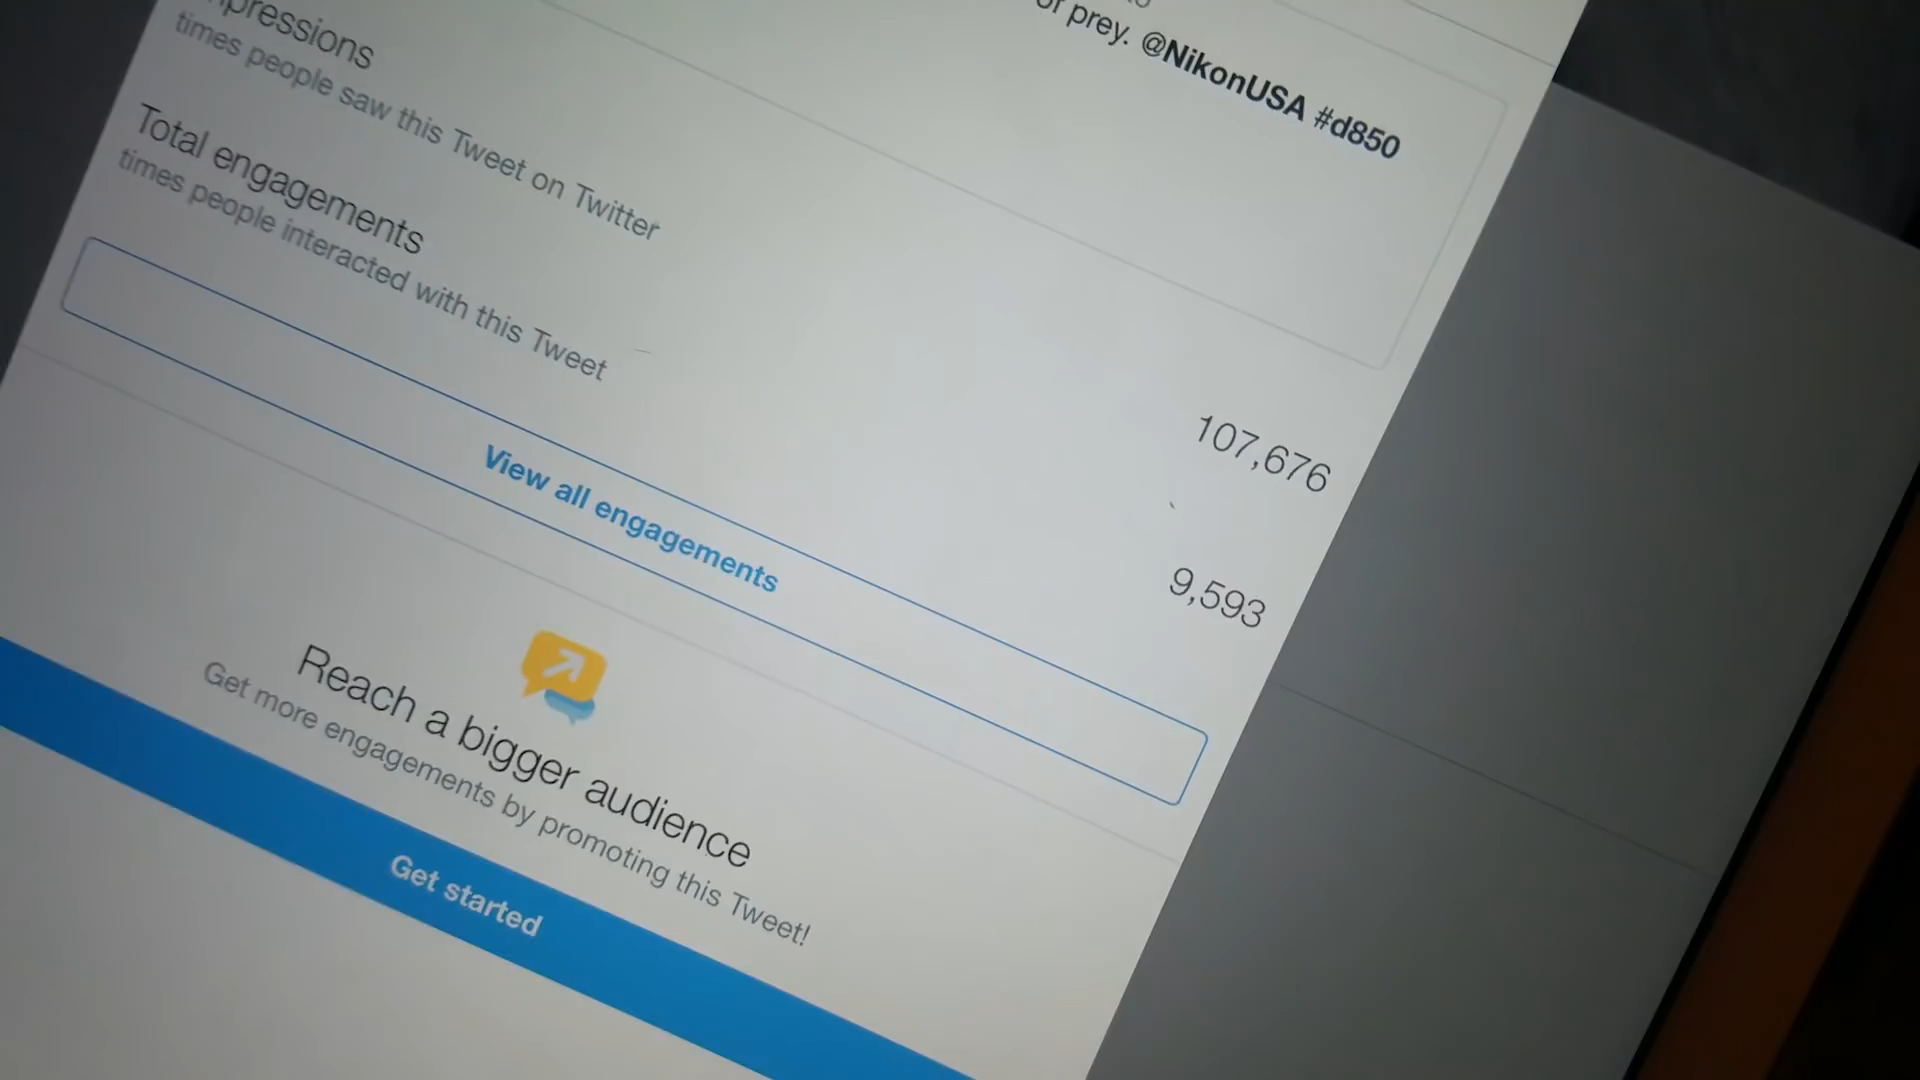 of prey. @NikonUSA #d850
times people saw this Tweet on Twitter
107,676
Total engagements
times people interacted with this Tweet
9,593
View all engagements
Reach a bigger audience
Get more engagements by promoting this Tweet!
Get started